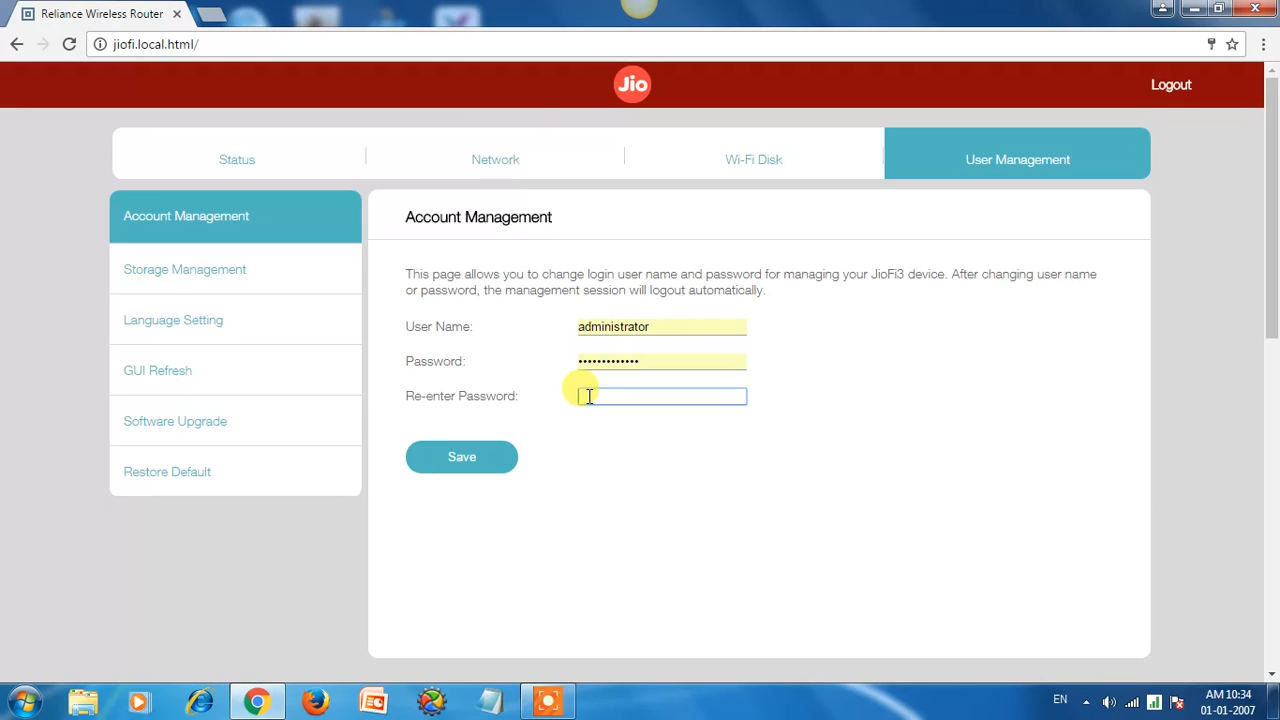 Reliance Wireless Router
jiofi.local.html/
Jio
Logout
Status
Network
Wi-Fi Disk
User Management
Account Management
Storage Management
Language Setting
GUI Refresh
Software Upgrade
Restore Default
Account Management
This page allows you to change login user name and password for managing your JioFi3 device. After changing user name
or password, the management session will logout automatically.
User Name: administrator
Password: •••••••••••••
Re-enter Password:
Save
EN
AM 10:34
01-01-2007